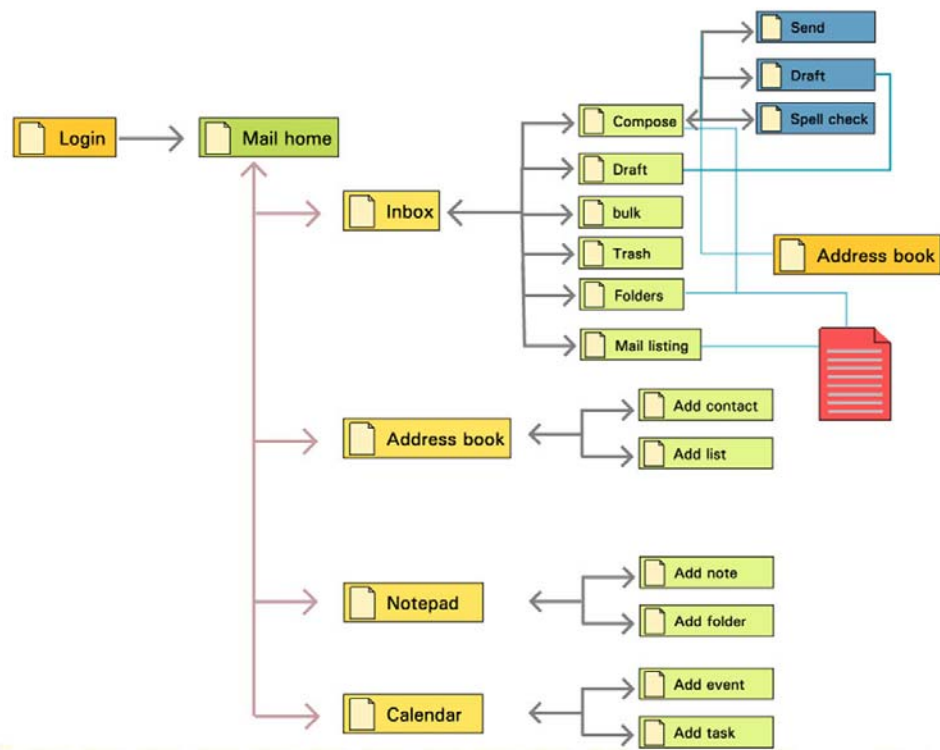 Login
Mail home
Inbox
Compose
Draft
bulk
Trash
Folders
Mail listing
Send
Draft
Spell check
Address book
Address book
Add contact
Add list
Notepad
Add note
Add folder
Calendar
Add event
Add task